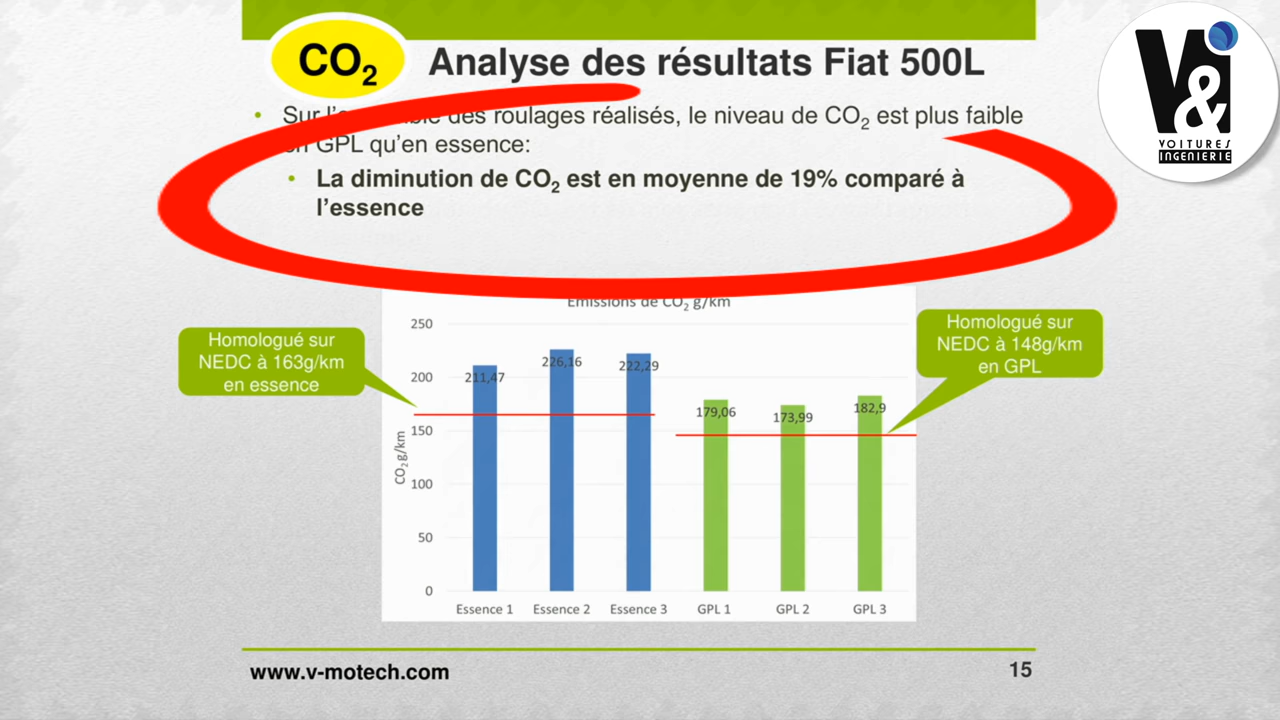 CO2
Analyse des résultats Fiat 500L
• Sur des roulages réalisés, le niveau de CO2 est plus faible
GPL qu'en essence:
• La diminution de CO2 est en moyenne de 19% comparé à
l'essence
V&i
VOITURES
INGENIERIE
Emissions de CO2 g/km
Homologué sur
NEDC à 163g/km
en essence
Homologué sur
NEDC à 148g/km
en GPL
CO2 g/km
250
200
150
100
50
0
211,47
226,16
222,29
179,06
173,99
182,9
Essence 1
Essence 2
Essence 3
GPL 1
GPL 2
GPL 3
www.v-motech.com
15